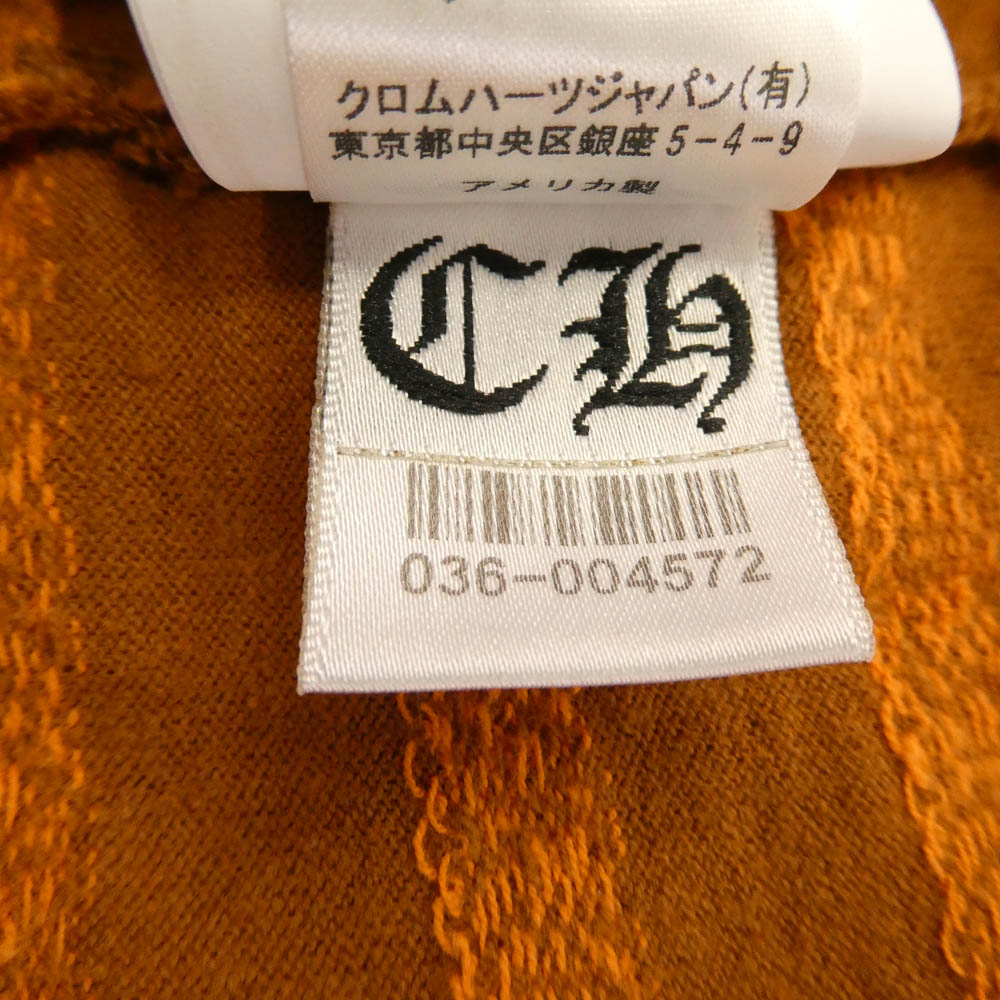 クロムハーツジャパン(有)
東京都中央区銀座5-4-9
アメリカ製
CH
036-004572